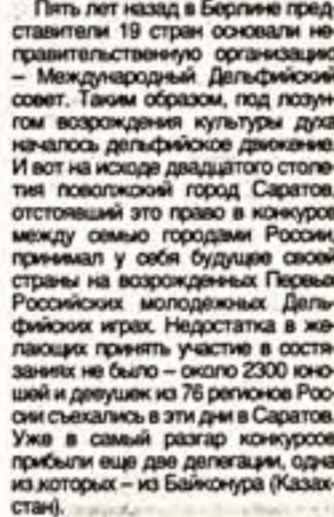 Пять лет назад в Берлине пред-
ставители 19 стран основали не-
правительственную организацию
– Международный Дельфийский
совет. Таким образом, под лозун-
гом возрождения культуры духа
началось дельфийское движение.
И вот на исходе двадцатого столе-
тия поволжский город Саратов,
отстоявший это право в конкурсе
между семью городами России,
принимал у себя будущее своей
страны на возрожденных Первых
Российских молодежных Дель-
фийских играх. Недостатка в же-
лающих принять участие в состя-
заниях не было – около 2300 юно-
шей и девушек из 76 регионов Рос-
сии съехались в эти дни в Саратов.
Уже в самый разгар конкурсов
прибыли еще две делегации, одна
из которых – из Байконура (Казах-
стан).